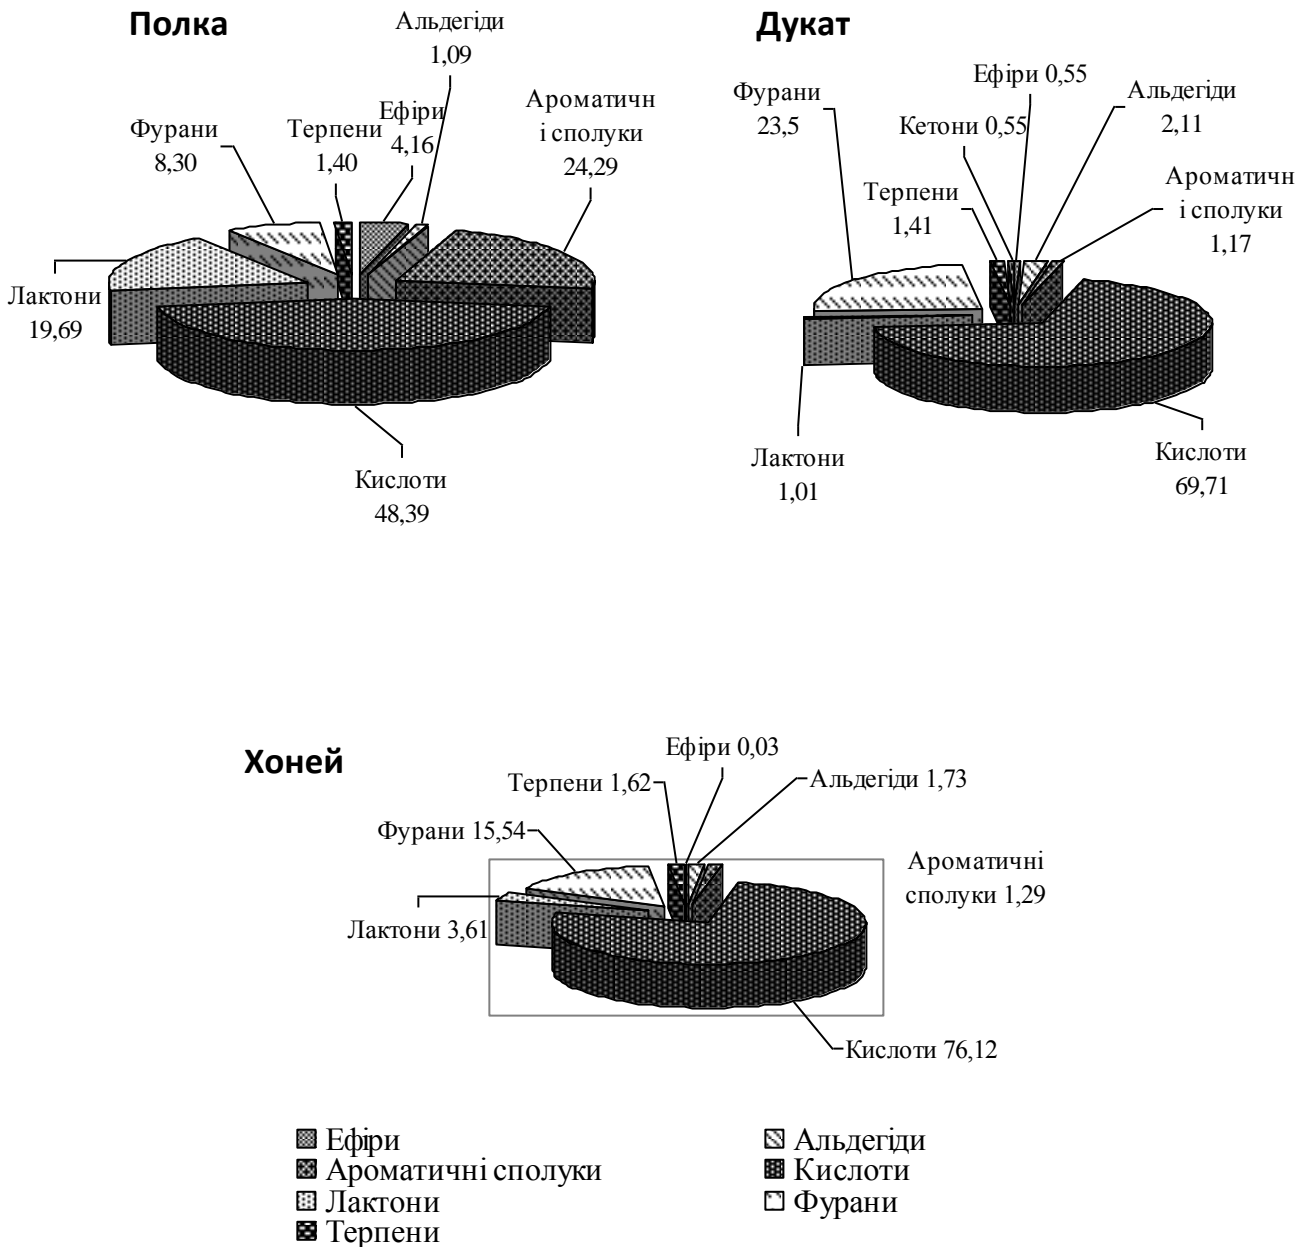 Полка
Альдегіди
1,09
Ефіри
4,16
Ароматичн
і сполуки
24,29
Фурани
8,30
Терпени
1,40
Лактони
19,69
Кислоти
48,39
Дукат
Ефіри 0,55
Фурани
23,5
Альдегіди
2,11
Кетони 0,55
Ароматичн
і сполуки
1,17
Терпени
1,41
Лактони
1,01
Кислоти
69,71
Хоней
Ефіри 0,03
Терпени 1,62
Альдегіди 1,73
Фурани 15,54
Ароматичні
сполуки 1,29
Лактони 3,61
Кислоти 76,12
Ефіри
Альдегіди
Ароматичні сполуки
Кислоти
Лактони
Фурани
Терпени